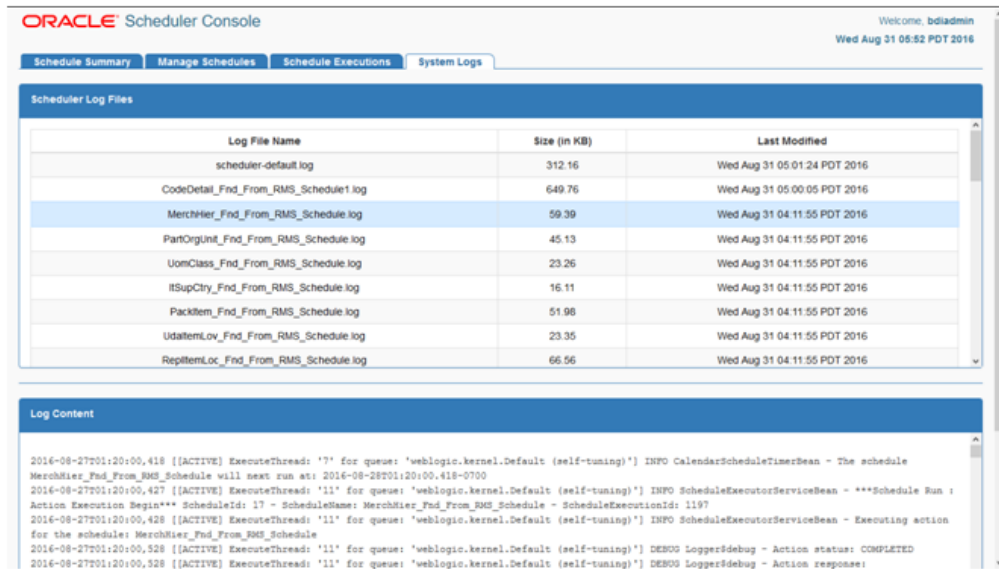 ORACLE Scheduler Console
Welcome, bdiadmin
Wed Aug 31 05:52 PDT 2016
Schedule Summary Manage Schedules Schedule Executions System Logs
Scheduler Log Files
Log File Name Size (in KB) Last Modified
scheduler-default.log 312.16 Wed Aug 31 05:01:24 PDT 2016
CodeDetail_Fnd_From_RMS_Schedule1.log 649.76 Wed Aug 31 05:00:05 PDT 2016
MerchHier_Fnd_From_RMS_Schedule.log 59.39 Wed Aug 31 04:11:55 PDT 2016
PartOrgUnit_Fnd_From_RMS_Schedule.log 45.13 Wed Aug 31 04:11:55 PDT 2016
UomClass_Fnd_From_RMS_Schedule.log 23.26 Wed Aug 31 04:11:55 PDT 2016
ItSupCtry_Fnd_From_RMS_Schedule.log 16.11 Wed Aug 31 04:11:55 PDT 2016
PackItem_Fnd_From_RMS_Schedule.log 51.98 Wed Aug 31 04:11:55 PDT 2016
UdaItemLov_Fnd_From_RMS_Schedule.log 23.35 Wed Aug 31 04:11:55 PDT 2016
ReplItemLoc_Fnd_From_RMS_Schedule.log 66.56 Wed Aug 31 04:11:55 PDT 2016
Log Content
2016-08-27T01:20:00,418 [[ACTIVE] ExecuteThread: '7' for queue: 'weblogic.kernel.Default (self-tuning)'] INFO CalendarScheduleTimerBean - The schedule
MerchHier_Fnd_From_RMS_Schedule will next run at: 2016-08-28T01:20:00.418-0700
2016-08-27T01:20:00,427 [[ACTIVE] ExecuteThread: '11' for queue: 'weblogic.kernel.Default (self-tuning)'] INFO ScheduleExecutorServiceBean - ***Schedule Run :
Action Execution Begin*** ScheduleId: 17 - ScheduleName: MerchHier_Fnd_From_RMS_Schedule - ScheduleExecutionId: 1197
2016-08-27T01:20:00,428 [[ACTIVE] ExecuteThread: '11' for queue: 'weblogic.kernel.Default (self-tuning)'] INFO ScheduleExecutorServiceBean - Executing action
for the schedule: MerchHier_Fnd_From_RMS_Schedule
2016-08-27T01:20:00,528 [[ACTIVE] ExecuteThread: '11' for queue: 'weblogic.kernel.Default (self-tuning)'] DEBUG Logger$debug - Action status: COMPLETED
2016-08-27T01:20:00,528 [[ACTIVE] ExecuteThread: '11' for queue: 'weblogic.kernel.Default (self-tuning)'] DEBUG Logger$debug - Action response: